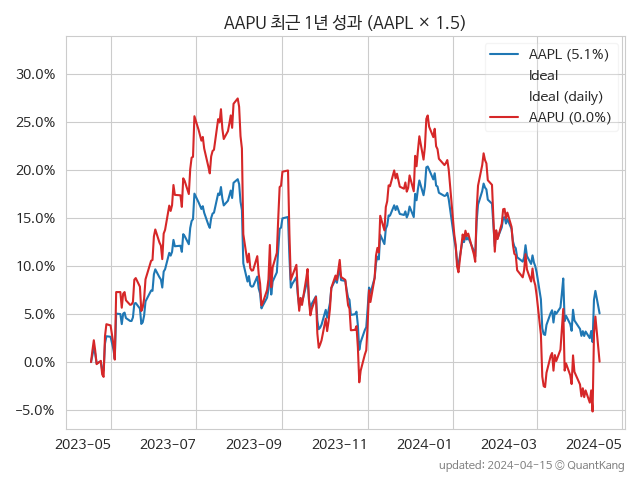 AAPU 최근 1년 성과 (AAPL × 1.5)
AAPL (5.1%)
Ideal
Ideal (daily)
AAPU (0.0%)
30.0%
25.0%
20.0%
15.0%
10.0%
5.0%
0.0%
−5.0%
2023-05 2023-07 2023-09 2023-11 2024-01 2024-03 2024-05
updated: 2024-04-15 © QuantKang